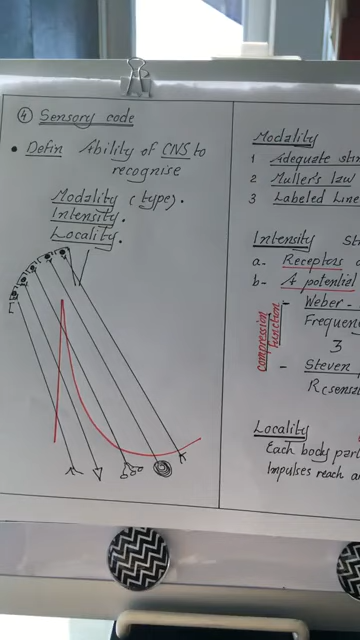 ④ Sensory code
• Defin Ability of CNS to
recognise
Modality (type).
Intensity.
Locality.
Modality
1 Adequate sti
2 Muller's law
3 Labeled Line
Intensity St
a- Receptors
b- A potential
- Weber -
Frequen
3
compression
function
- Steven
R(sensat
Locality
Each body part
Impulses reach a